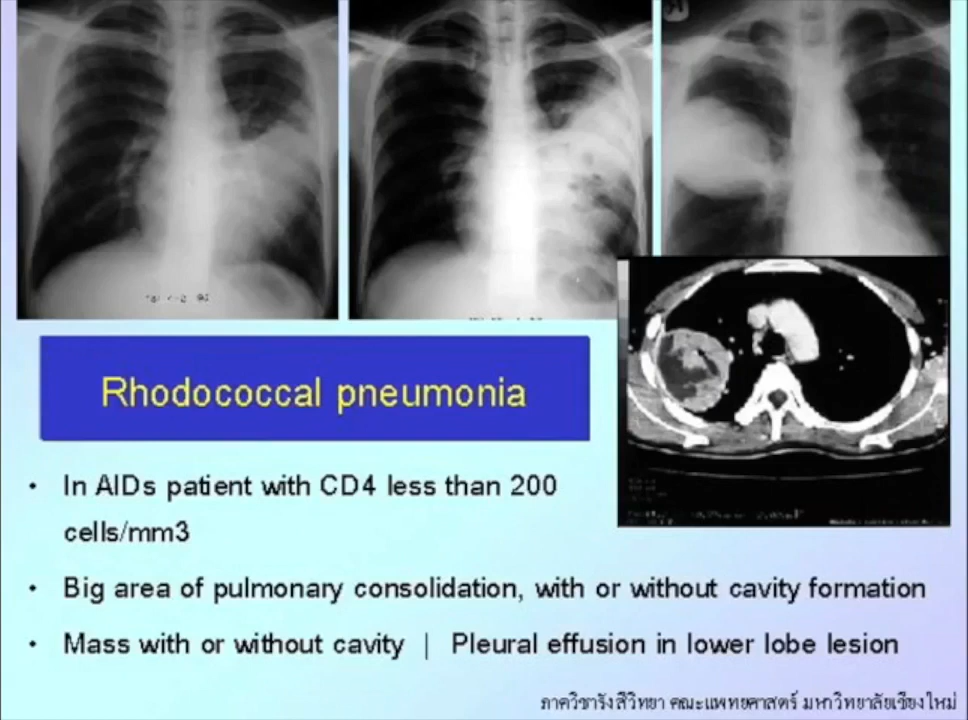 Rhodococcal pneumonia
• In AIDs patient with CD4 less than 200
cells/mm3
• Big area of pulmonary consolidation, with or without cavity formation
• Mass with or without cavity | Pleural effusion in lower lobe lesion
ภาควิชารังสีวิทยา คณะแพทยศาสตร์ มหาวิทยาลัยเชียงใหม่